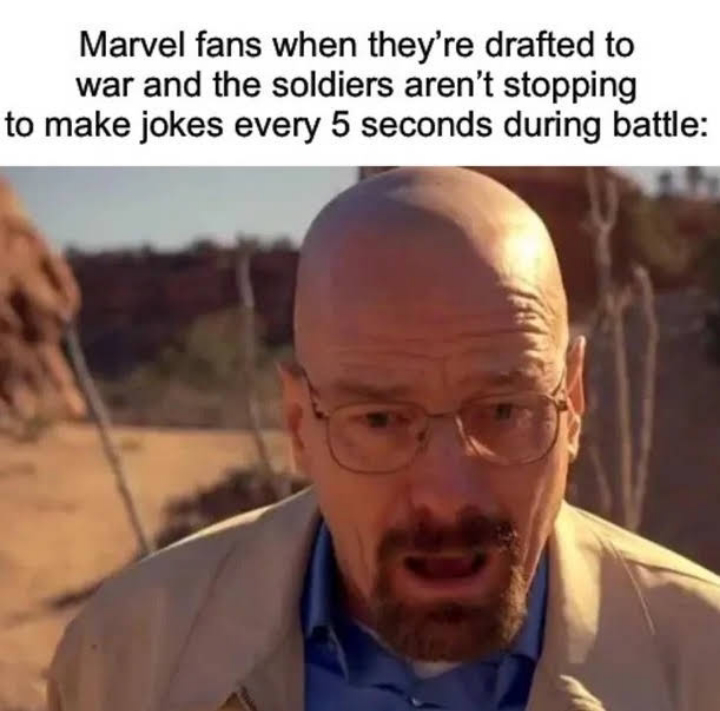 Marvel fans when they’re drafted to
war and the soldiers aren’t stopping
to make jokes every 5 seconds during battle: